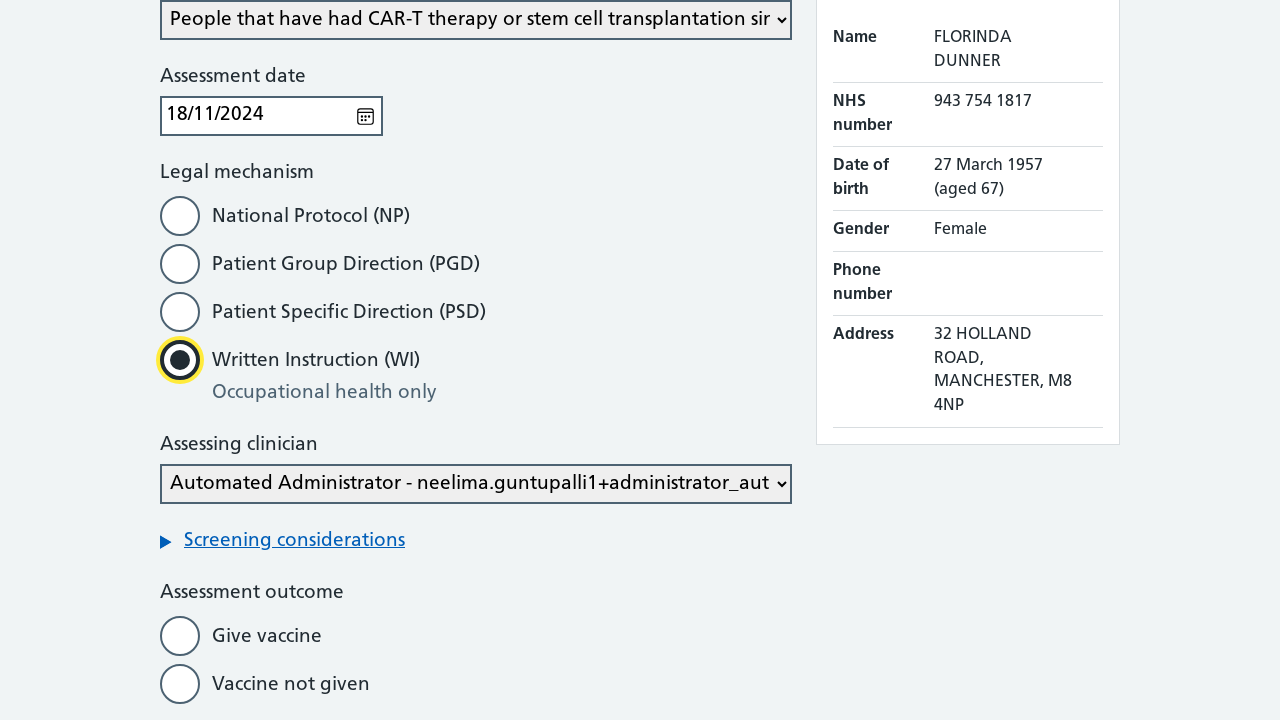 People that have had CAR-T therapy or stem cell transplantation sir
Assessment date
18/11/2024
Legal mechanism
National Protocol (NP)
Patient Group Direction (PGD)
Patient Specific Direction (PSD)
Written Instruction (WI)
Occupational health only
Assessing clinician
Automated Administrator - neelima.guntupalli1+administrator_aut
Screening considerations
Assessment outcome
Give vaccine
Vaccine not given
Name FLORINDA
DUNNER
NHS 943 754 1817
number
Date of 27 March 1957
birth (aged 67)
Gender Female
Phone
number
Address 32 HOLLAND
ROAD,
MANCHESTER, M8
4NP